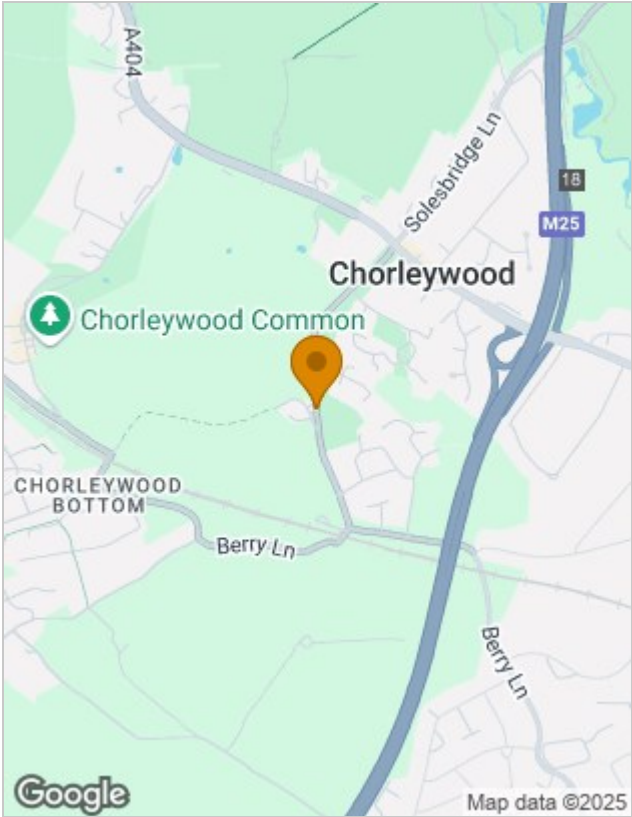 A404
Solesbridge Ln
18
M25
Chorleywood
Chorleywood Common
CHORLEYWOOD
BOTTOM
Berry Ln
Berry Ln
Google
Map data ©2025